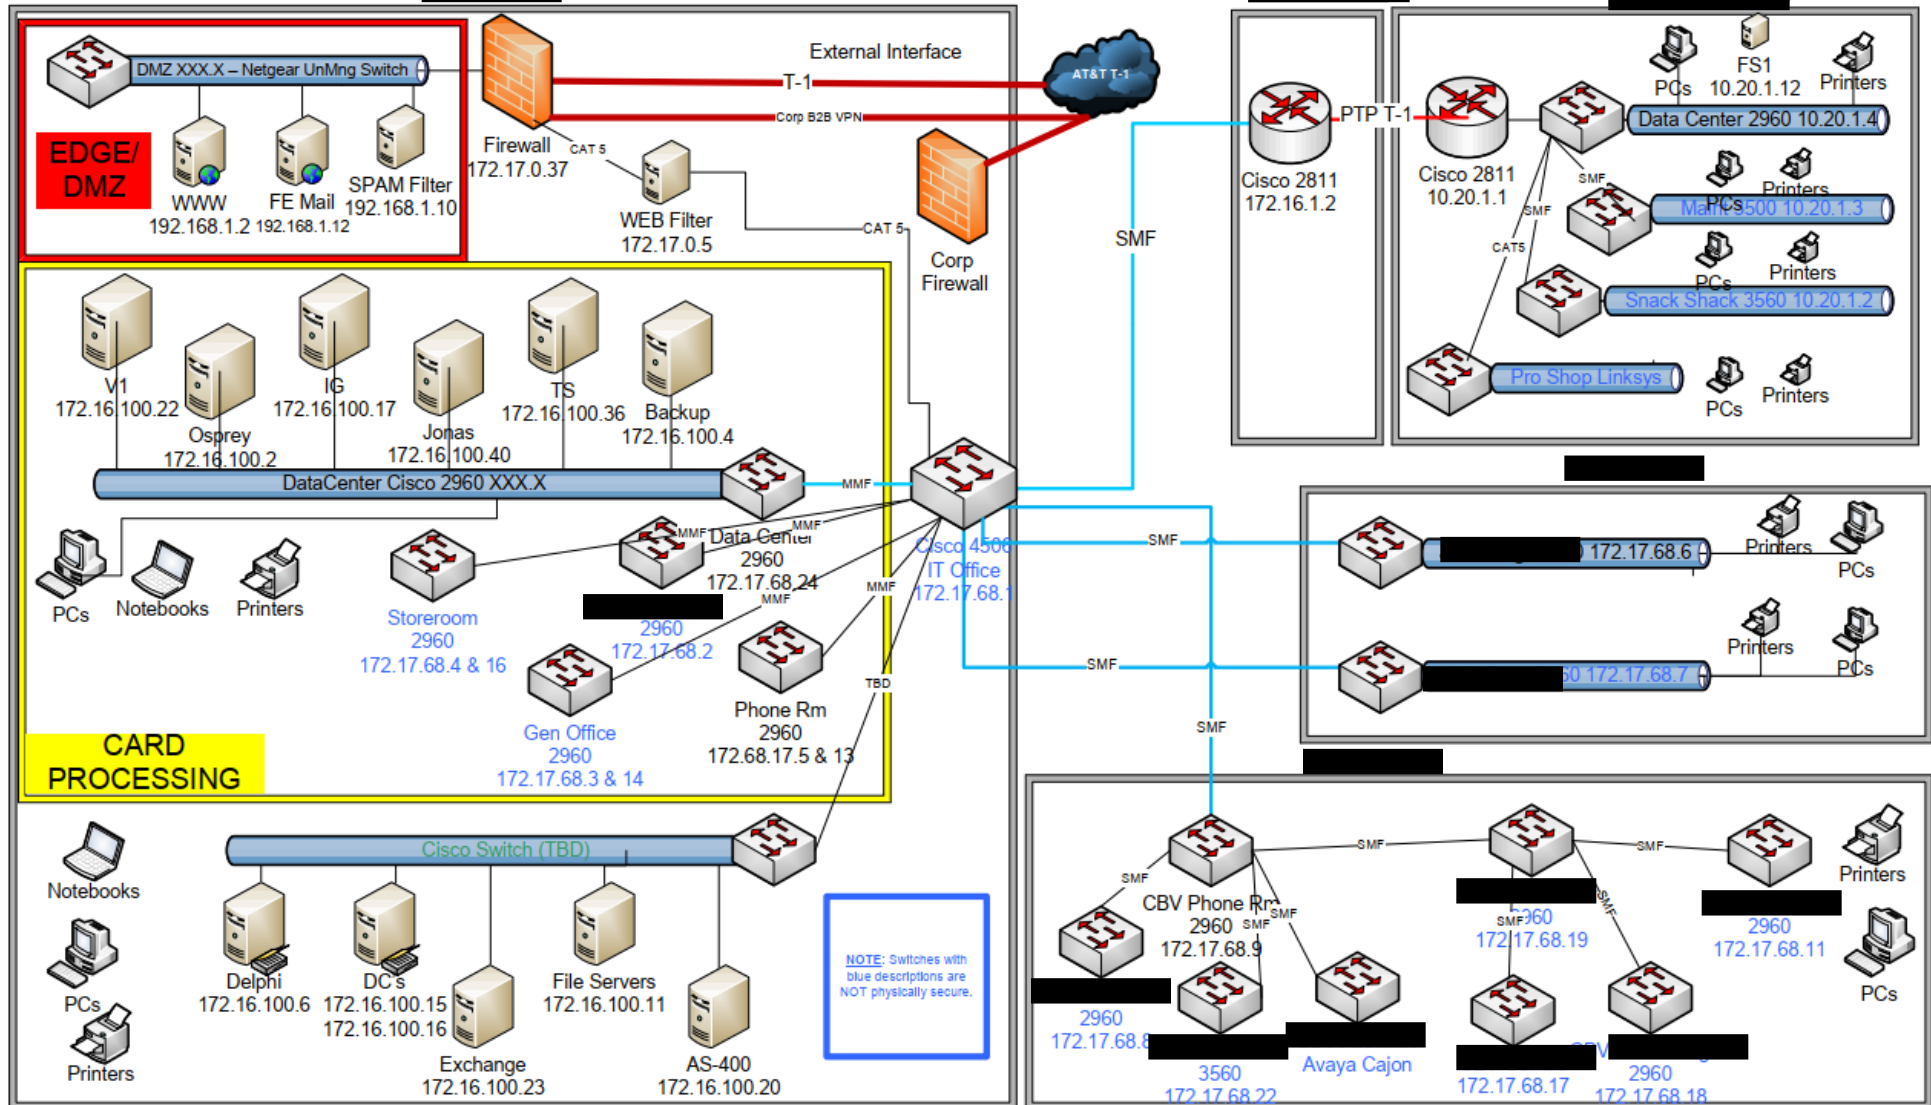 DMZ XXX.X – Netgear UnMng Switch
EDGE/
DMZ
WWW
192.168.1.2
FE Mail
192.168.1.12
SPAM Filter
192.168.1.10
Firewall
172.17.0.37
External Interface
T-1
Corp B2B VPN
AT&T T-1
CAT 5
WEB Filter
172.17.0.5
CAT 5
Corp
Firewall
SMF
Cisco 2811
172.16.1.2
PTP T-1
Cisco 2811
10.20.1.1
PCs
FS1
10.20.1.12
Printers
Data Center 2960 10.20.1.4
SMF
PCs
Printers
Maint 3500 10.20.1.3
SMF
CAT5
PCs
Printers
Snack Shack 3560 10.20.1.2
Pro Shop Linksys
PCs
Printers
V1
172.16.100.22
Osprey
172.16.100.2
IG
172.16.100.17
Jonas
172.16.100.40
TS
172.16.100.36
Backup
172.16.100.4
DataCenter Cisco 2960 XXX.X
MMF
PCs
Notebooks
Printers
Storeroom
2960
172.17.68.4 & 16
MMF
MMF
Data Center
2960
172.17.68.24
2960
172.17.68.2
MMF
MMF
TBD
Cisco 4506
IT Office
172.17.68.1
Gen Office
2960
172.17.68.3 & 14
Phone Rm
2960
172.68.17.5 & 13
CARD
PROCESSING
SMF
172.17.68.6
Printers
PCs
SMF
60 172.17.68.7
Printers
PCs
SMF
Notebooks
PCs
Printers
Cisco Switch (TBD)
Delphi
172.16.100.6
DC's
172.16.100.15
172.16.100.16
Exchange
172.16.100.23
File Servers
172.16.100.11
AS-400
172.16.100.20
NOTE: Switches with
blue descriptions are
NOT physically secure.
CBV Phone Rm
2960
172.17.68.9
SMF
SMF
SMF
SMF
SMF
SMF
SMF
2960
172.17.68.8
3560
172.17.68.22
Avaya Cajon
2960
172.17.68.19
172.17.68.17
CBV
2960
172.17.68.18
2960
172.17.68.11
Printers
PCs